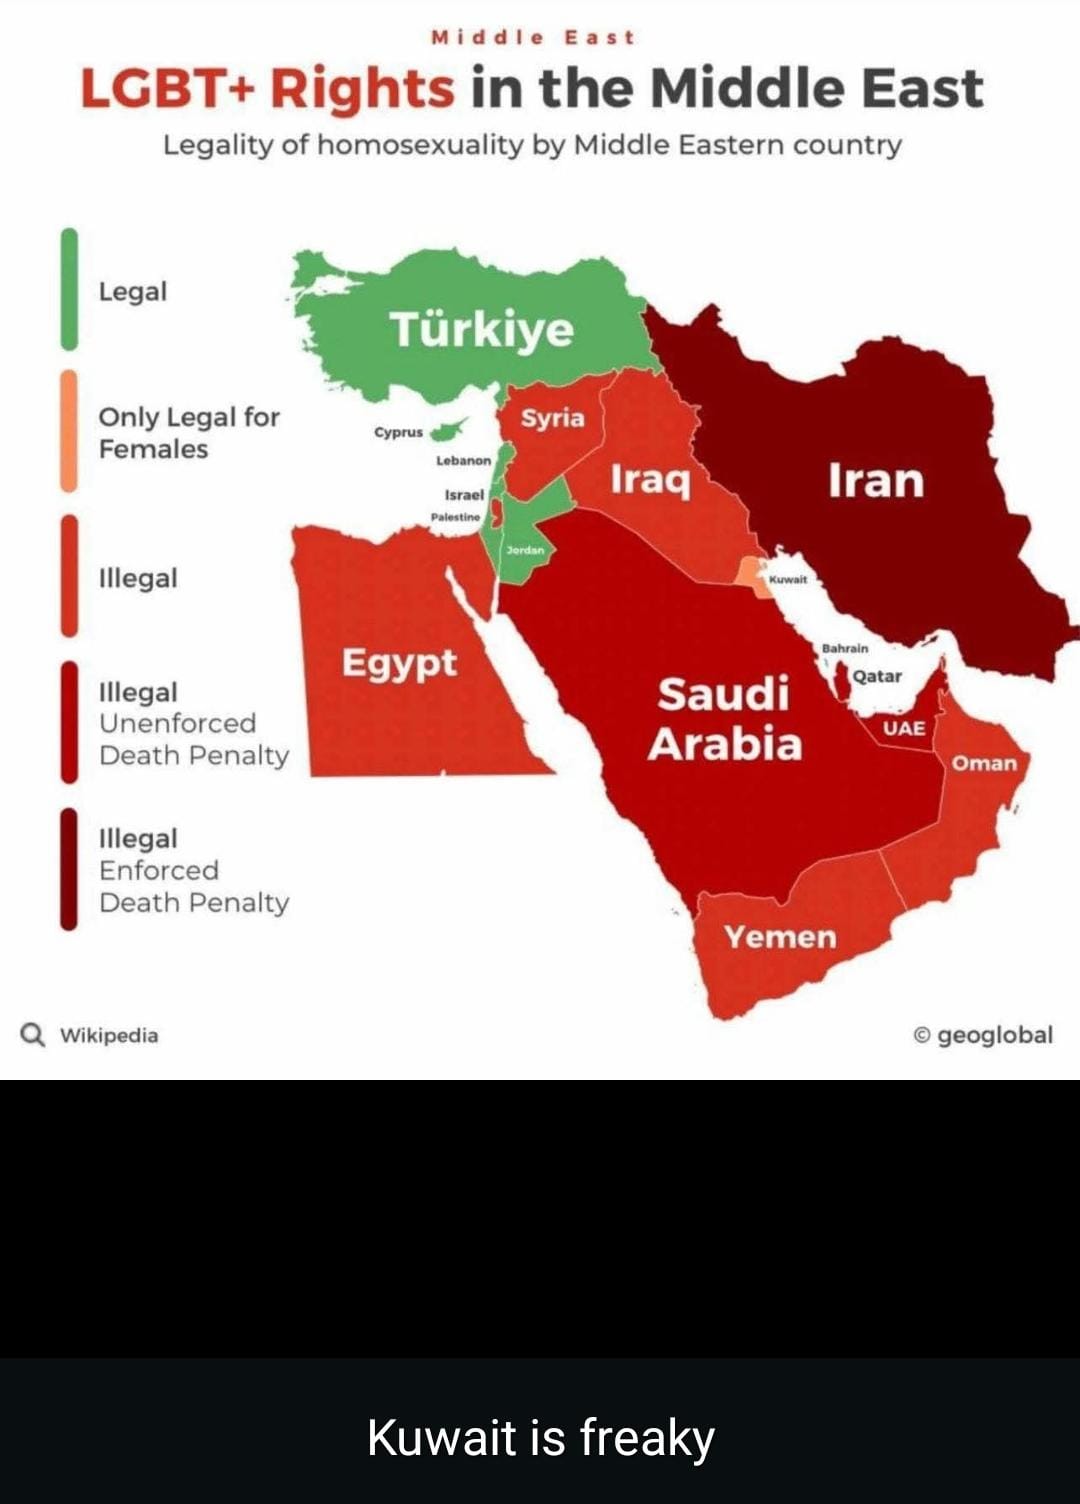 Middle East
LGBT+ Rights in the Middle East
Legality of homosexuality by Middle Eastern country
Legal
Only Legal for
Females
Illegal
Illegal
Unenforced
Death Penalty
Illegal
Enforced
Death Penalty
Türkiye
Cyprus
Syria
Lebanon
Iraq
Iran
Israel
Palestine
Jordan
Kuwait
Egypt
Bahrain
Qatar
Saudi
Arabia
UAE
Oman
Yemen
Wikipedia
© geoglobal
Kuwait is freaky